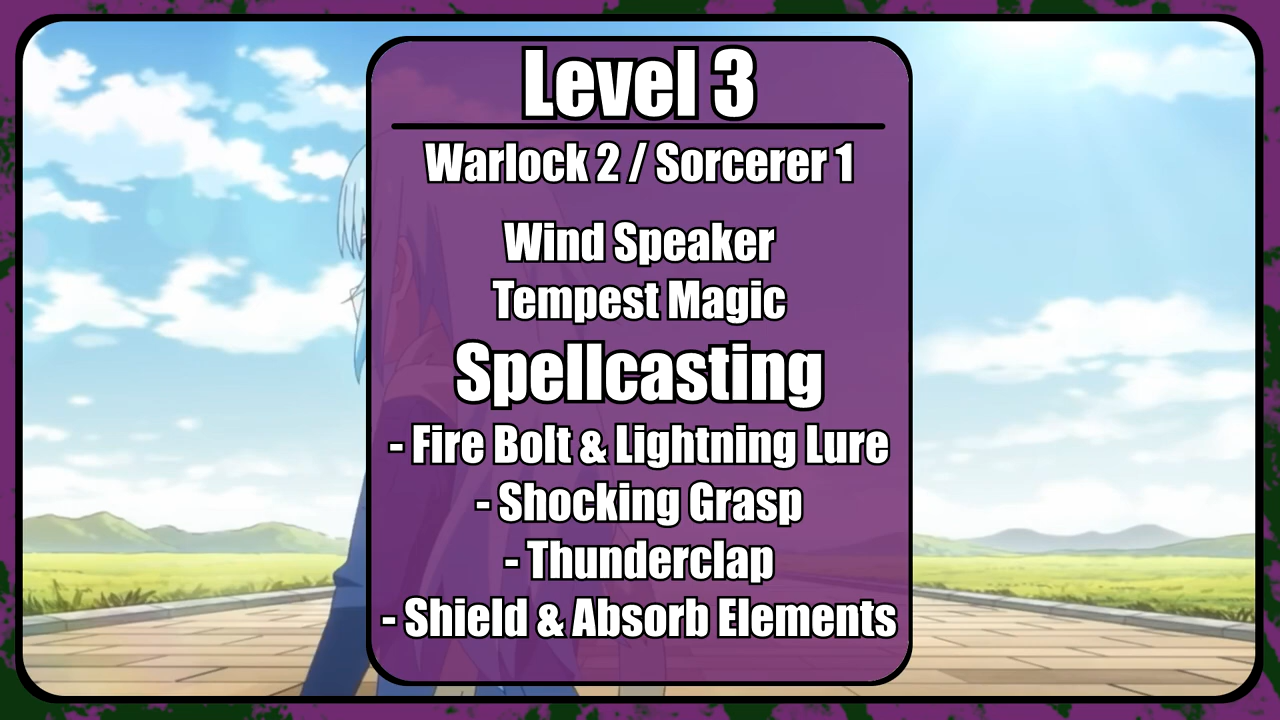 Level 3
Warlock 2 / Sorcerer 1
Wind Speaker
Tempest Magic
Spellcasting
- Fire Bolt & Lightning Lure
- Shocking Grasp
- Thunderclap
- Shield & Absorb Elements